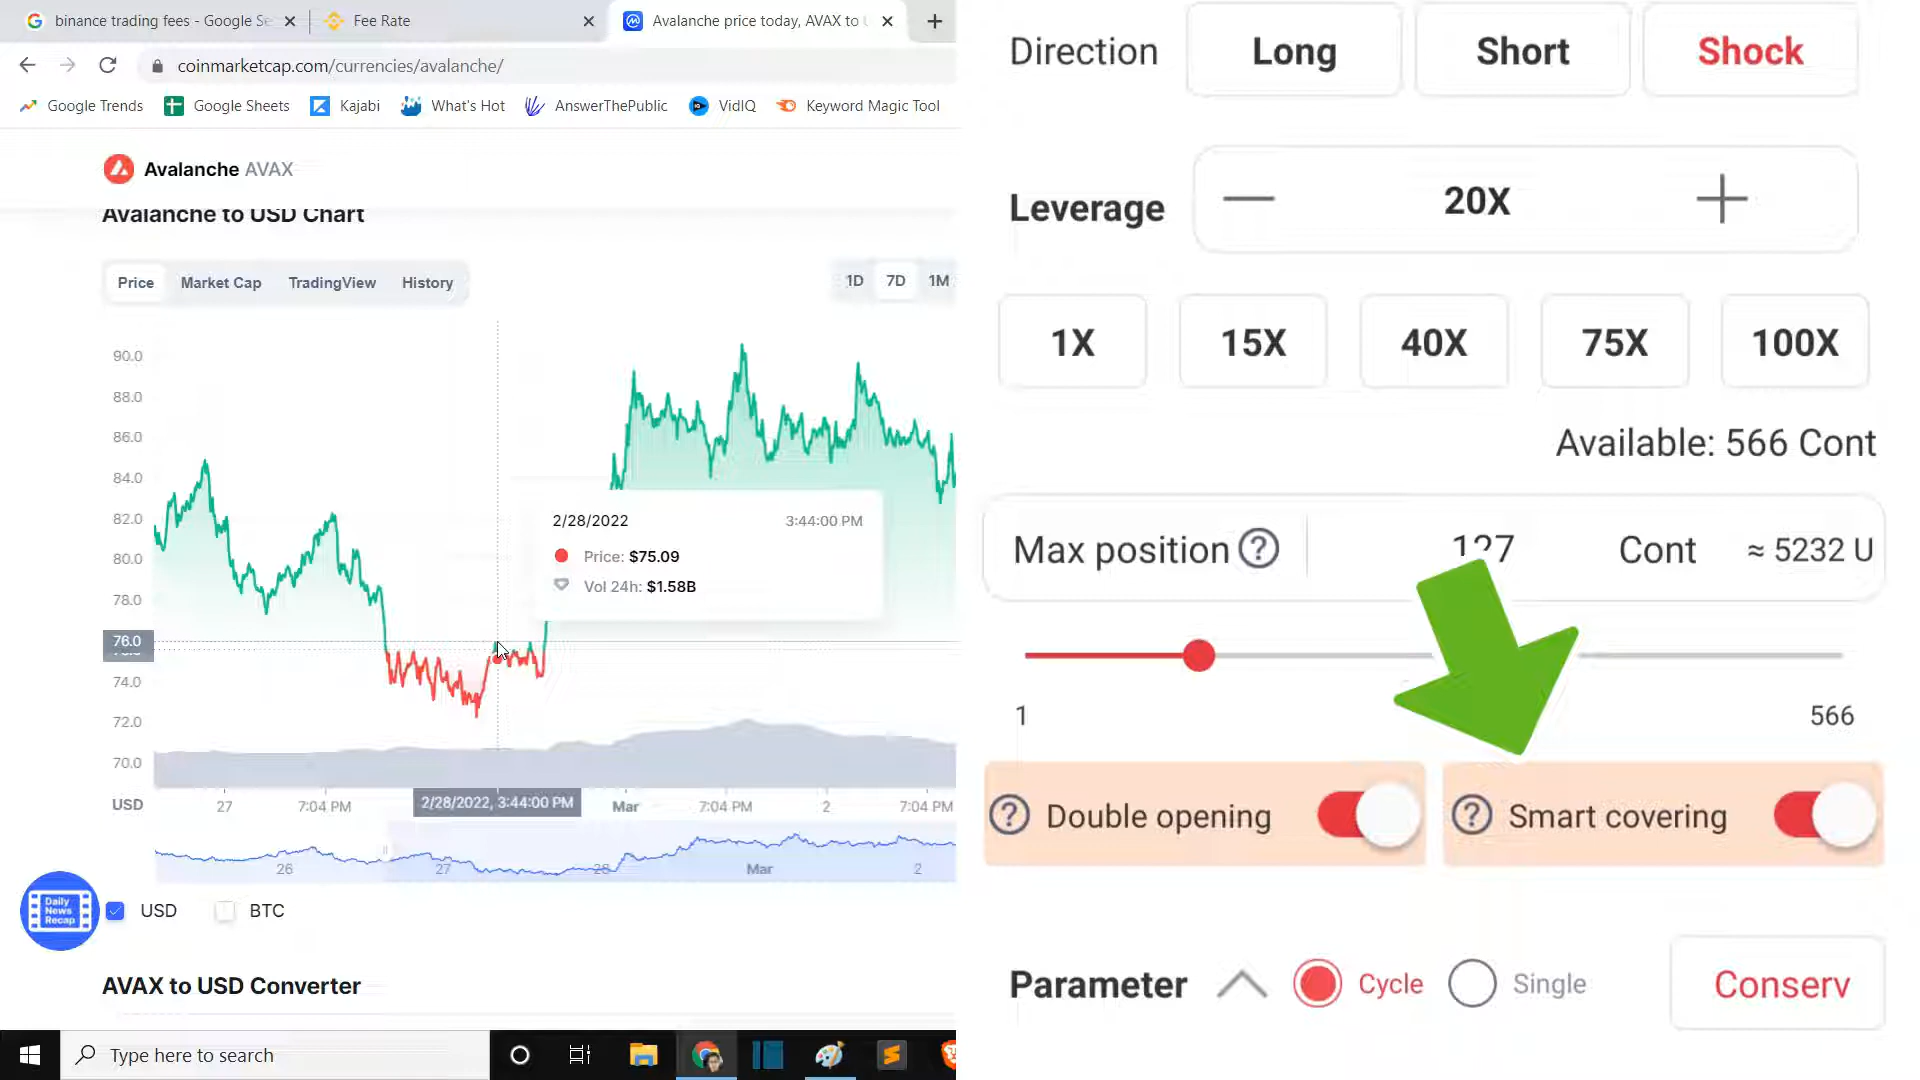 binance trading fees - Google Se
Fee Rate
Avalanche price today, AVAX to U
coinmarketcap.com/currencies/avalanche/
Google Trends
Google Sheets
Kajabi
What's Hot
AnswerThePublic
VidIQ
Keyword Magic Tool
Avalanche AVAX
Avalanche to USD Chart
Price
Market Cap
TradingView
History
1D
7D
1M
90.0
88.0
86.0
84.0
82.0
80.0
78.0
76.0
74.0
72.0
70.0
2/28/2022
3:44:00 PM
Price: $75.09
Vol 24h: $1.58B
USD
27
7:04 PM
2/28/2022, 3:44:00 PM
Mar
7:04 PM
2
7:04 PM
26
27
28
Mar
2
Daily
News
Recap
USD
BTC
AVAX to USD Converter
Type here to search
Direction
Long
Short
Shock
Leverage
20X
1X
15X
40X
75X
100X
Available: 566 Cont
Max position
127
Cont
≈ 5232 U
1
566
Double opening
Smart covering
Parameter
Cycle
Single
Conserv